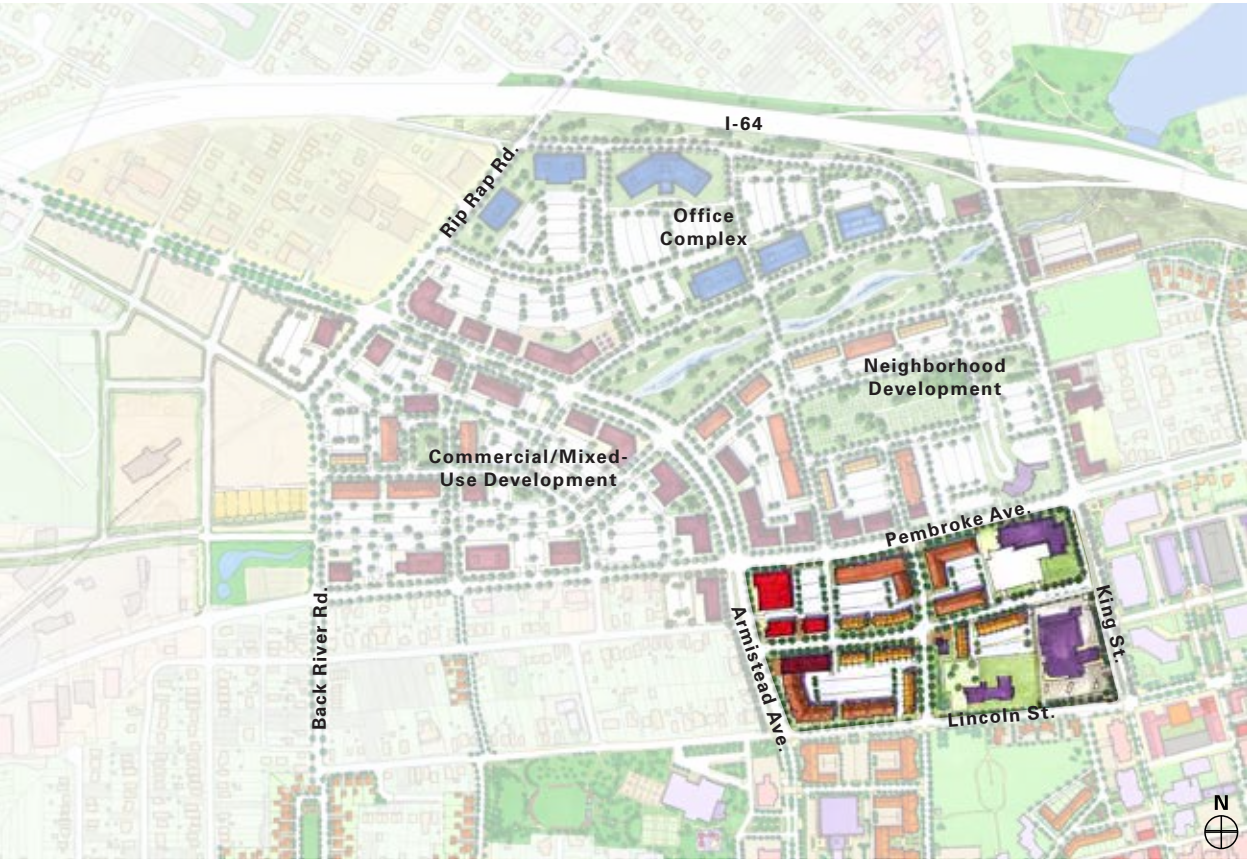 I-64
Rip Rap Rd.
Office
Complex
Neighborhood
Development
Commercial/Mixed-
Use Development
Pembroke Ave.
Back River Rd.
Armistead Ave.
King St.
Lincoln St.
N